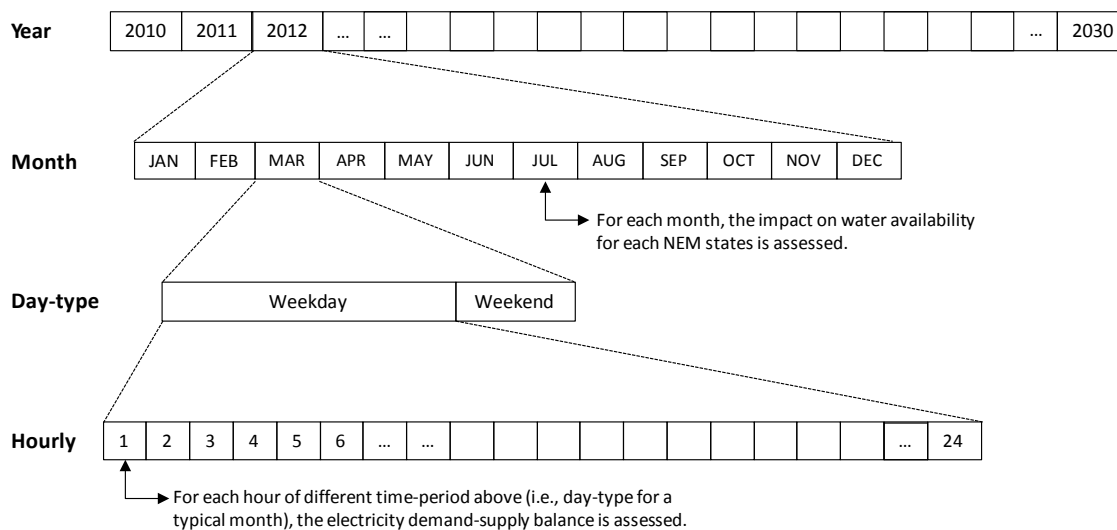 Year 2010 2011 2012 ... ... ... 2030
Month JAN FEB MAR APR MAY JUN JUL AUG SEP OCT NOV DEC
For each month, the impact on water availability
for each NEM states is assessed.
Day-type Weekday Weekend
Hourly 1 2 3 4 5 6 ... ... ... 24
For each hour of different time-period above (i.e., day-type for a
typical month), the electricity demand-supply balance is assessed.